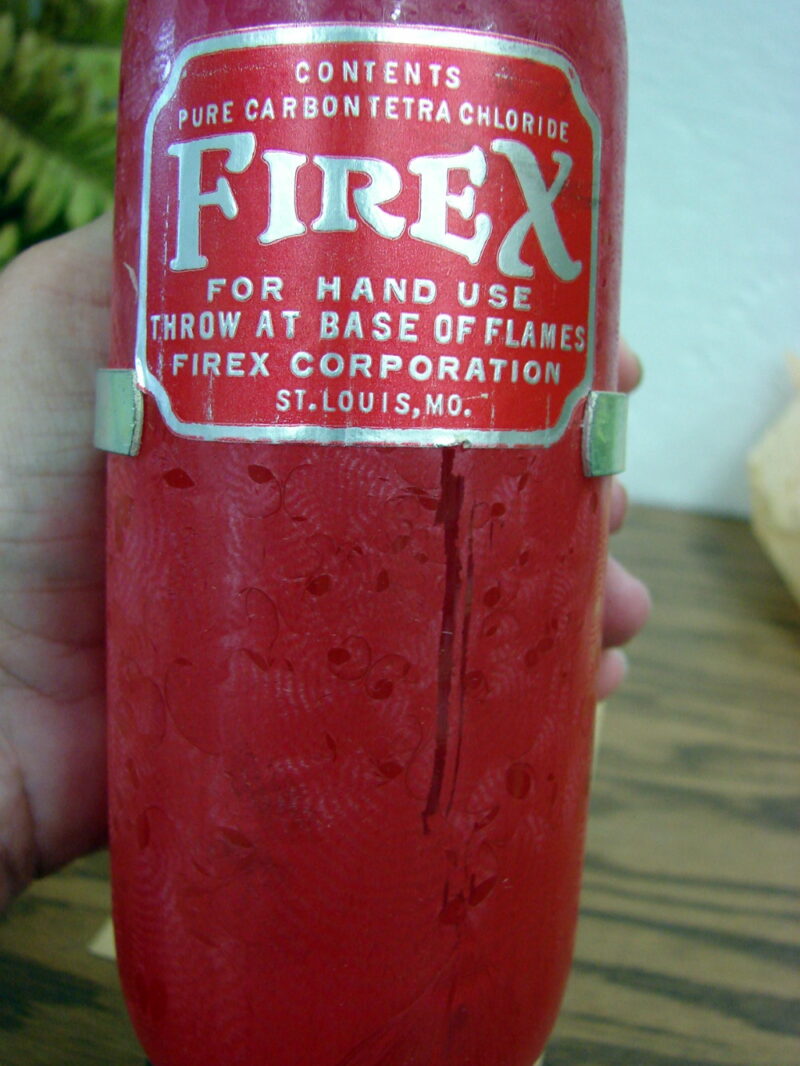 CONTENTS
PURE CARBON TETRA CHLORIDE
FIREX
FOR HAND USE
THROW AT BASE OF FLAMES
FIREX CORPORATION
ST. LOUIS, MO.